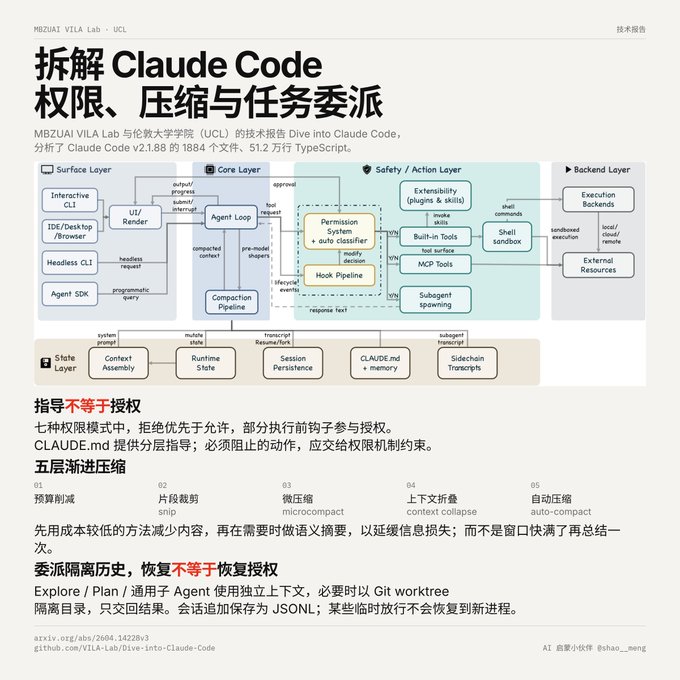 MBZUAI VILA Lab · UCL
技术报告
拆解 Claude Code
权限、压缩与任务委派
MBZUAI VILA Lab 与伦敦大学学院（UCL）的技术报告 Dive into Claude Code，
分析了 Claude Code v2.1.88 的 1884 个文件、51.2 万行 TypeScript。
Surface Layer
Core Layer
Safety / Action Layer
Backend Layer
Interactive
CLI
IDE/Desktop
/Browser
Headless CLI
Agent SDK
UI/
Render
headless
request
programmatic
query
output/
progress
submit/
interrupt
Agent Loop
compacted
context
pre-model
shapers
Compaction
Pipeline
approval
tool
request
lifecycle
events
Permission
System
+ auto classifier
modify
decision
Hook Pipeline
response text
Y/N
Y/N
Y/N
Extensibility
(plugins & skills)
invoke
skills
Built-in Tools
tool surface
MCP Tools
Subagent
spawning
shell
commands
Shell
sandbox
sandboxed
execution
Execution
Backends
local/
cloud/
remote
External
Resources
State
Layer
system
prompt
mutate
state
transcript
Resume/fork
subagent
transcript
Context
Assembly
Runtime
State
Session
Persistence
CLAUDE.md
+ memory
Sidechain
Transcripts
指导不等于授权
七种权限模式中，拒绝优先于允许，部分执行前钩子参与授权。
CLAUDE.md 提供分层指导；必须阻止的动作，应交给权限机制约束。
五层渐进压缩
01
预算削减
02
片段裁剪
snip
03
微压缩
microcompact
04
上下文折叠
context collapse
05
自动压缩
auto-compact
先用成本较低的方法减少内容，再在需要时做语义摘要，以延缓信息损失；而不是窗口快满了再总结一
次。
委派隔离历史，恢复不等于恢复授权
Explore / Plan / 通用子 Agent 使用独立上下文，必要时以 Git worktree
隔离目录，只交回结果。会话追加保存为 JSONL；某些临时放行不会恢复到新进程。
arxiv.org/abs/2604.14228v3
github.com/VILA-Lab/Dive-into-Claude-Code
AI 启蒙小伙伴 @shao__meng